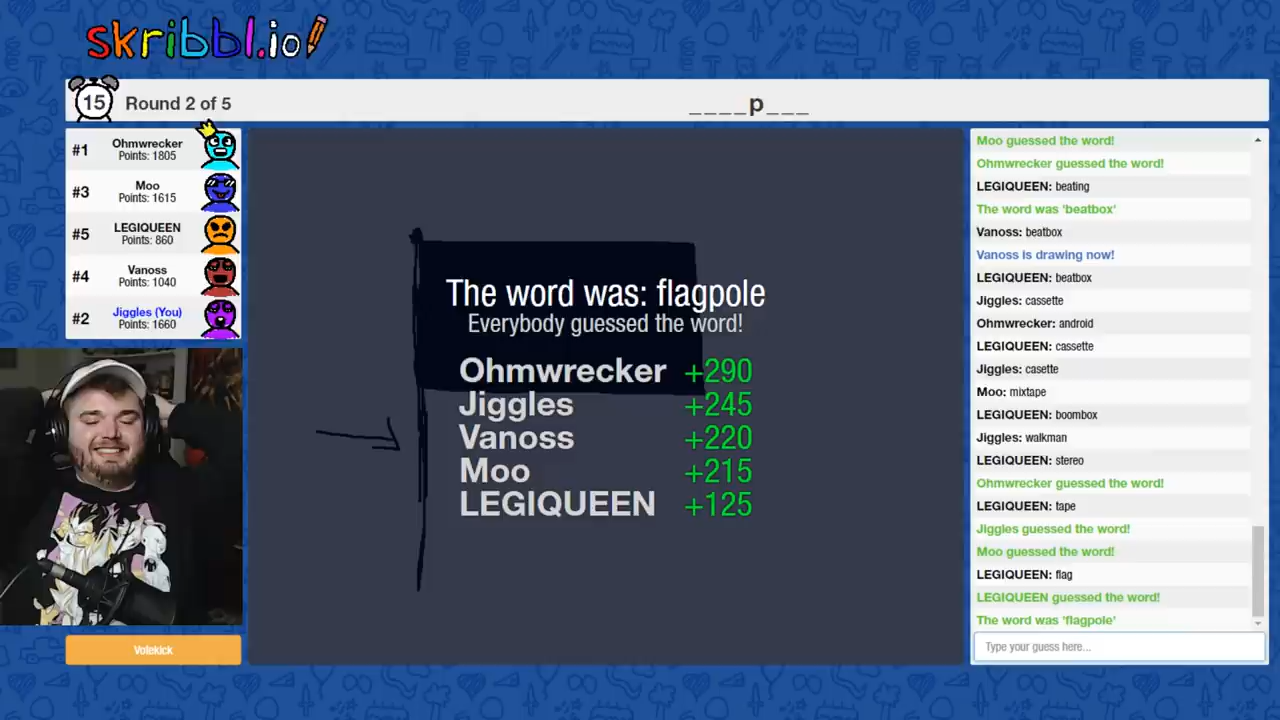 skribbl.io
15
Round 2 of 5
____p___
#1
Ohmwrecker
Points: 1805
#3
Moo
Points: 1615
#5
LEGIQUEEN
Points: 860
#4
Vanoss
Points: 1040
#2
Jiggles (You)
Points: 1660
Votekick
The word was: flagpole
Everybody guessed the word!
Ohmwrecker +290
Jiggles +245
Vanoss +220
Moo +215
LEGIQUEEN +125
Moo guessed the word!
Ohmwrecker guessed the word!
LEGIQUEEN: beating
The word was 'beatbox'
Vanoss: beatbox
Vanoss is drawing now!
LEGIQUEEN: beatbox
Jiggles: cassette
Ohmwrecker: android
LEGIQUEEN: cassette
Jiggles: casette
Moo: mixtape
LEGIQUEEN: boombox
Jiggles: walkman
LEGIQUEEN: stereo
Ohmwrecker guessed the word!
LEGIQUEEN: tape
Jiggles guessed the word!
Moo guessed the word!
LEGIQUEEN: flag
LEGIQUEEN guessed the word!
The word was 'flagpole'
Type your guess here...